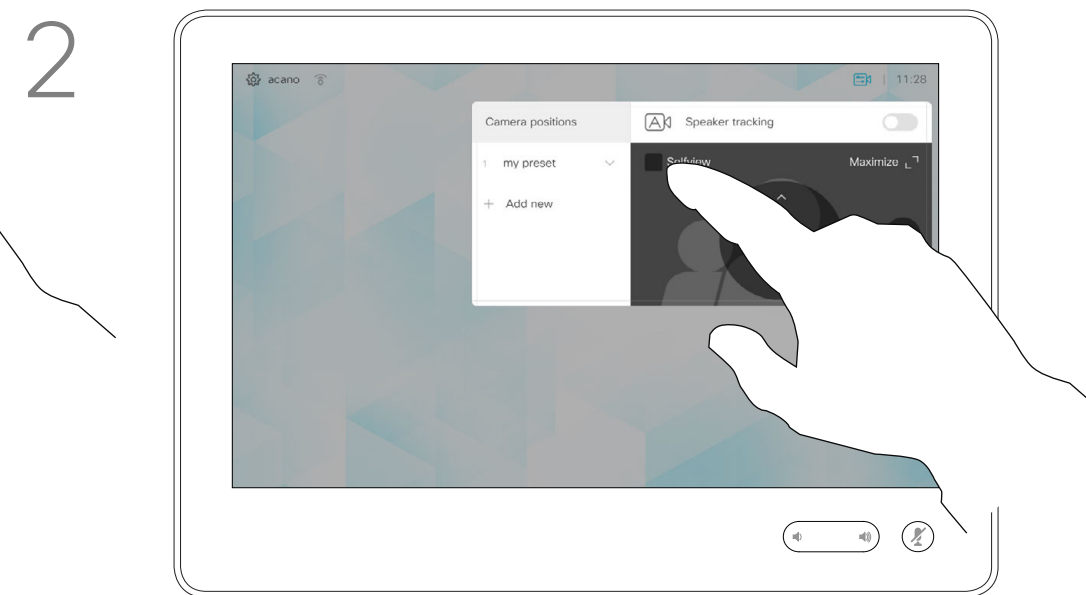 2
acano
11:28
Camera positions
Speaker tracking
1 my preset
Selfview
Maximize
+ Add new